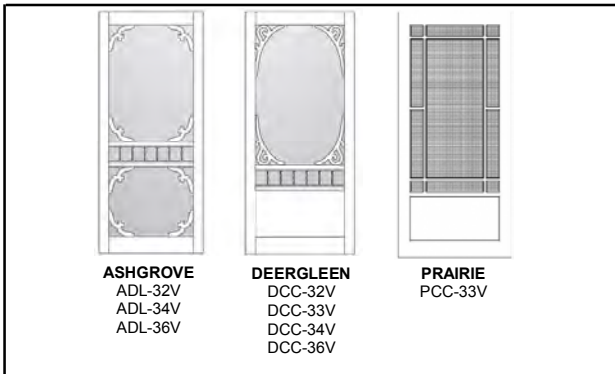 ASHGROVE
ADL-32V
ADL-34V
ADL-36V
DEERGLEEN
DCC-32V
DCC-33V
DCC-34V
DCC-36V
PRAIRIE
PCC-33V